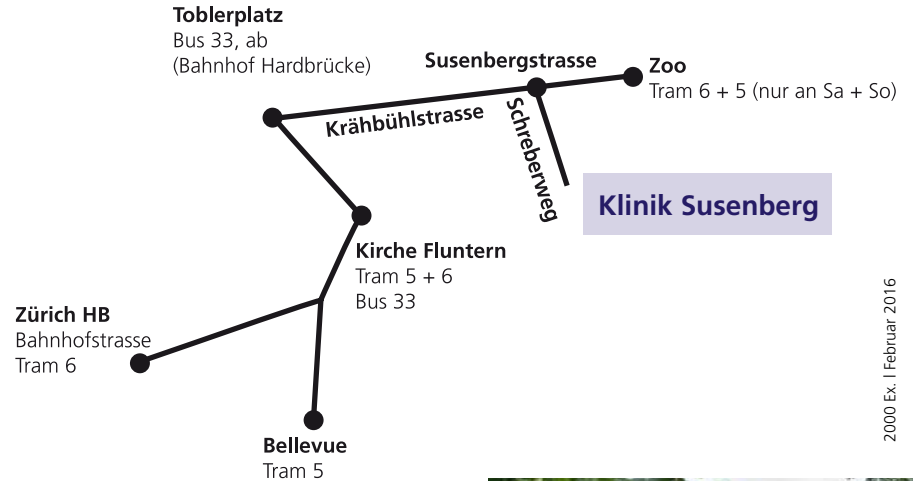 Toblerplatz
Bus 33, ab
(Bahnhof Hardbrücke)
Susenbergstrasse
Zoo
Tram 6 + 5 (nur an Sa + So)
Krähbühlstrasse
Schreberweg
Klinik Susenberg
Kirche Fluntern
Tram 5 + 6
Bus 33
Zürich HB
Bahnhofstrasse
Tram 6
Bellevue
Tram 5
2000 Ex. I Februar 2016